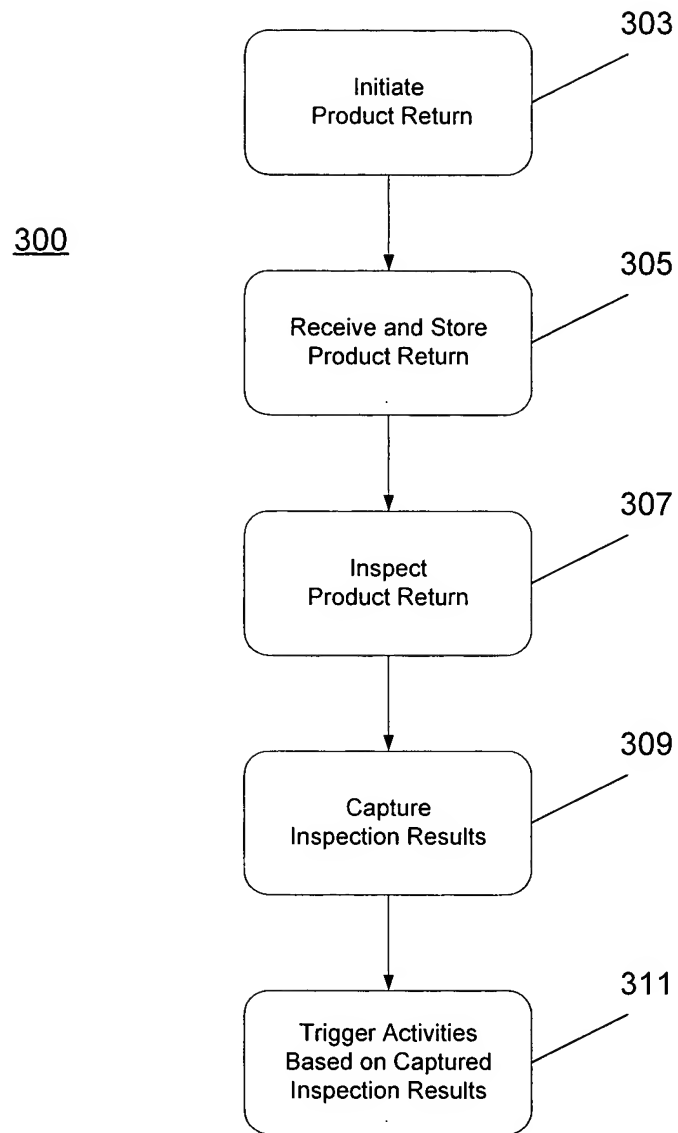 303
Initiate
Product Return
300
305
Receive and Store
Product Return
307
Inspect
Product Return
309
Capture
Inspection Results
311
Trigger Activities
Based on Captured
Inspection Results